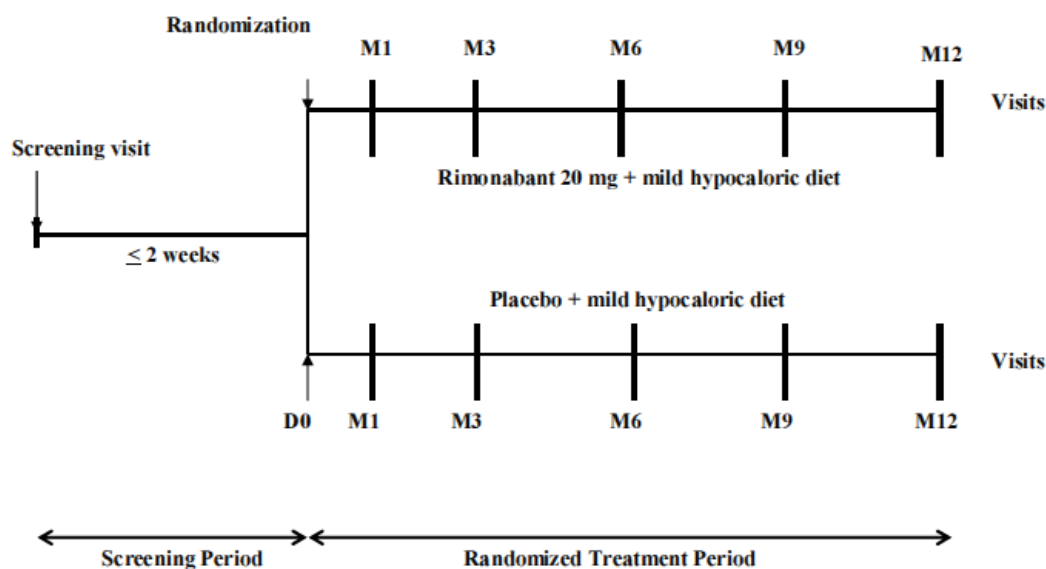 Randomization
M1 M3 M6 M9 M12
Visits
Screening visit
Rimonabant 20 mg + mild hypocaloric diet
≤ 2 weeks
Placebo + mild hypocaloric diet
Visits
D0 M1 M3 M6 M9 M12
Screening Period Randomized Treatment Period